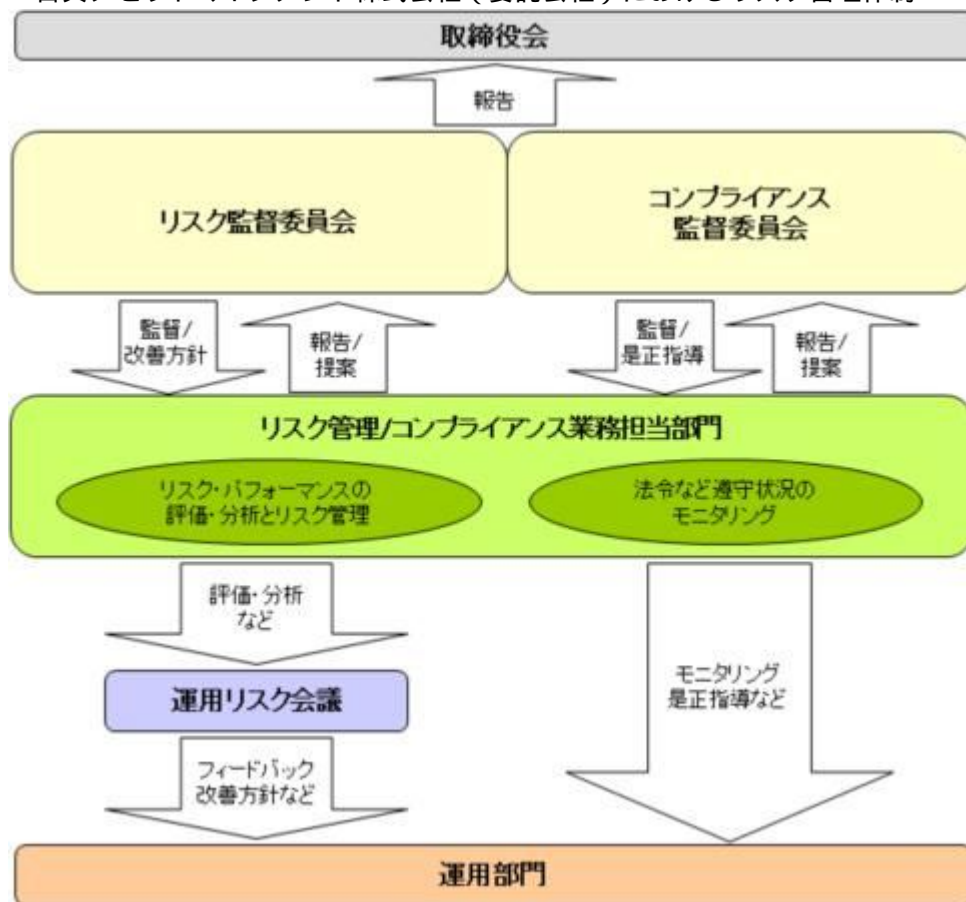 取締役会
報告
リスク監督委員会
コンプライアンス
監督委員会
監督/
改善方針
報告/
提案
監督/
是正指導
報告/
提案
リスク管理/コンプライアンス業務担当部門
リスク・パフォーマンスの
評価・分析とリスク管理
法令など遵守状況の
モニタリング
評価・分析
など
運用リスク会議
モニタリング
是正指導など
フィードバック
改善方針など
運用部門